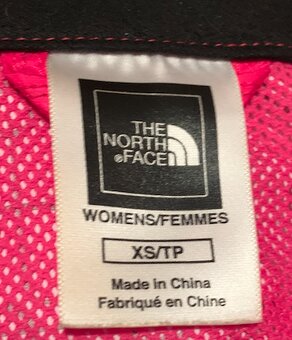 THE
NORTH
FACE
WOMENS/FEMMES
XS/TP
Made in China
Fabriqué en Chine